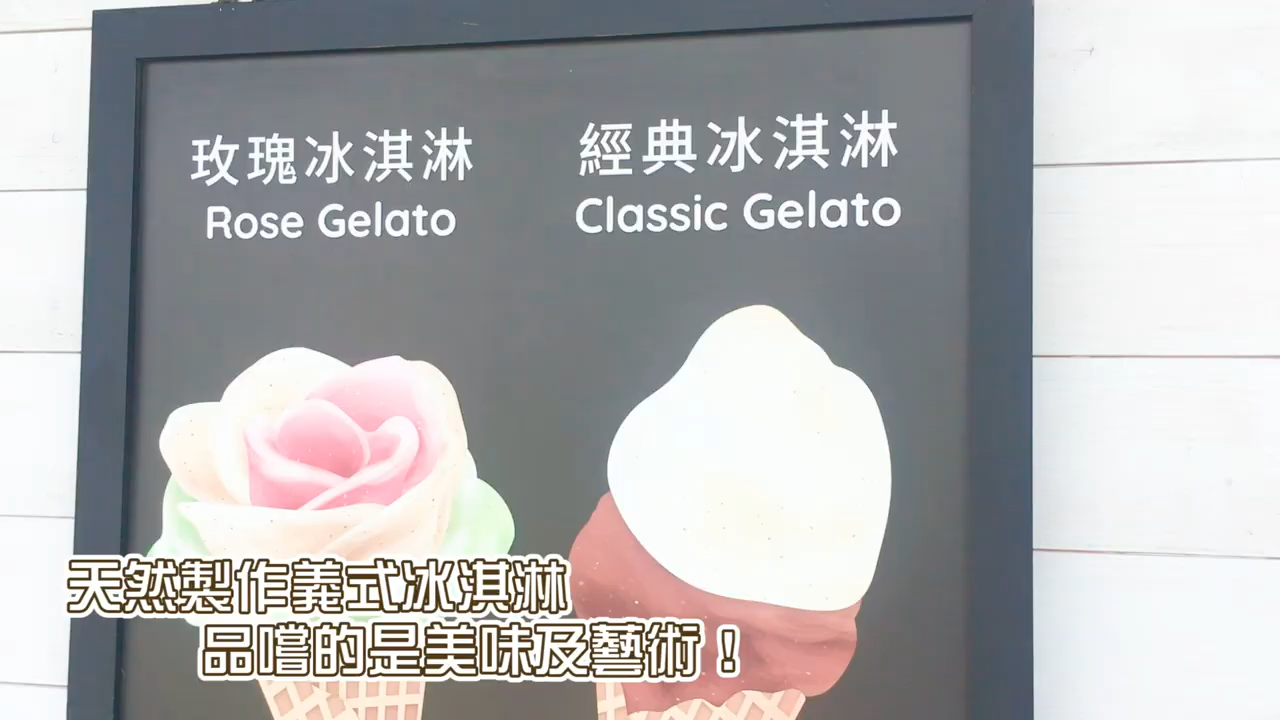 玫瑰冰淇淋
Rose Gelato
經典冰淇淋
Classic Gelato
天然製作義式冰淇淋
品嚐的是美味及藝術！